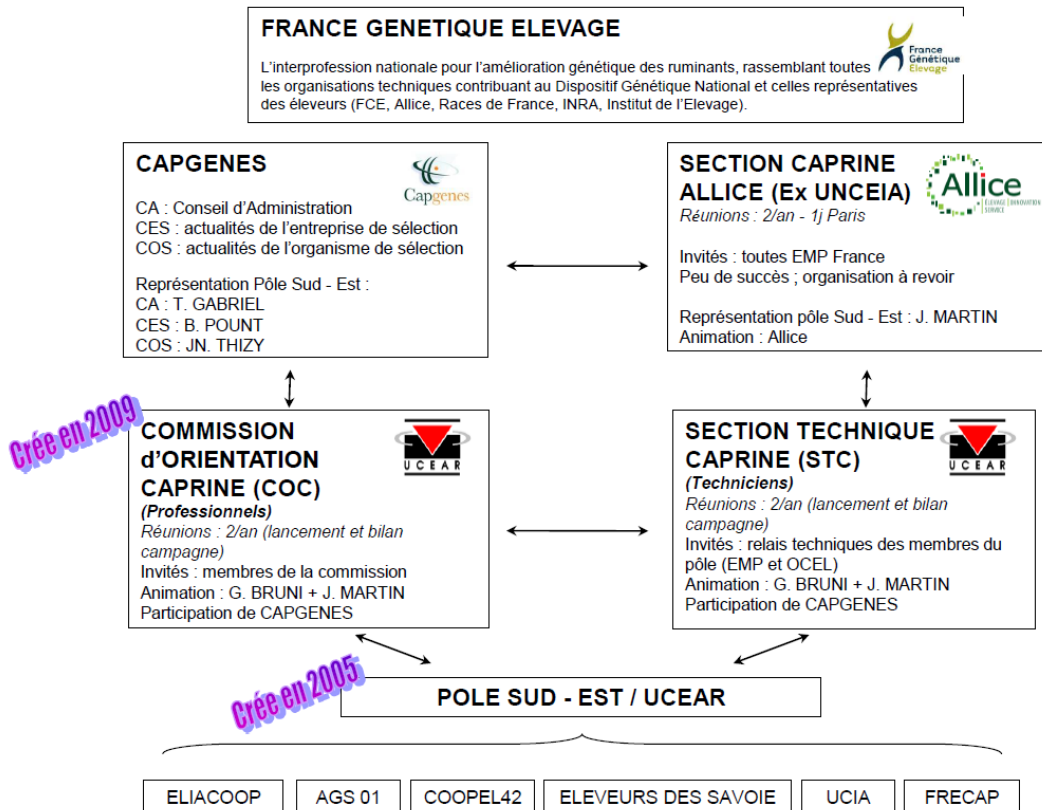 FRANCE GENETIQUE ELEVAGE
France
Génétique
Elevage
L'interprofession nationale pour l'amélioration génétique des ruminants, rassemblant toutes
les organisations techniques contribuant au Dispositif Génétique National et celles représentatives
des éleveurs (FCE, Allice, Races de France, INRA, Institut de l'Elevage).
CAPGENES
Capgenes
CA : Conseil d'Administration
CES : actualités de l'entreprise de sélection
COS : actualités de l'organisme de sélection
Représentation Pôle Sud - Est :
CA : T. GABRIEL
CES : B. POUNT
COS : JN. THIZY
SECTION CAPRINE
ALLICE (Ex UNCEIA)
Allice
ELEVAGE INNOVATION
SERVICE
Réunions : 2/an - 1j Paris
Invités : toutes EMP France
Peu de succès ; organisation à revoir
Représentation pôle Sud - Est : J. MARTIN
Animation : Allice
Crée en 2009
COMMISSION
d'ORIENTATION
CAPRINE (COC)
UCEAR
(Professionnels)
Réunions : 2/an (lancement et bilan
campagne)
Invités : membres de la commission
Animation : G. BRUNI + J. MARTIN
Participation de CAPGENES
SECTION TECHNIQUE
CAPRINE (STC)
UCEAR
(Techniciens)
Réunions : 2/an (lancement et bilan
campagne)
Invités : relais techniques des membres du
pôle (EMP et OCEL)
Animation : G. BRUNI + J. MARTIN
Participation de CAPGENES
Crée en 2005
POLE SUD - EST / UCEAR
ELIACOOP
AGS 01
COOPEL42
ELEVEURS DES SAVOIE
UCIA
FRECAP